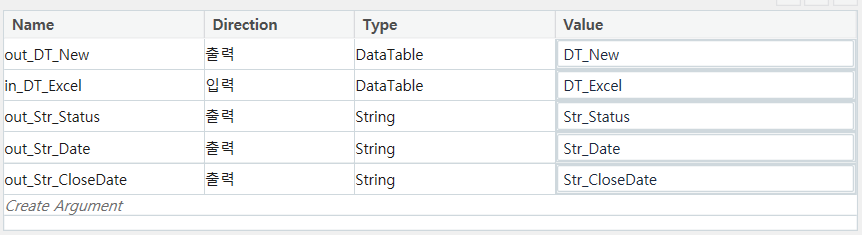 Name Direction Type Value
out_DT_New 출력 DataTable DT_New
in_DT_Excel 입력 DataTable DT_Excel
out_Str_Status 출력 String Str_Status
out_Str_Date 출력 String Str_Date
out_Str_CloseDate 출력 String Str_CloseDate
Create Argument